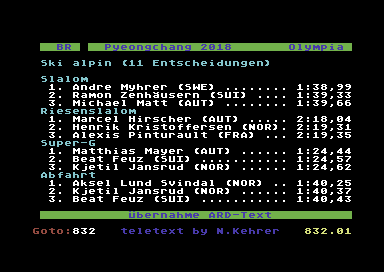 BR Pyeongchang 2018 Olympia
Ski alpin (11 Entscheidungen)
Slalom
1. Andre Myhrer (SWE) ........ 1:38,99
2. Ramon Zenhäusern (SUI) .... 1:39,33
3. Michael Matt (AUT) ........ 1:39,66
Riesenslalom
1. Marcel Hirscher (AUT) ..... 2:18,04
2. Henrik Kristoffersen (NOR). 2:19,31
3. Alexis Pinturault (FRA) ... 2:19,35
Super-G
1. Matthias Mayer (AUT) ...... 1:24,44
2. Beat Feuz (SUI) ........... 1:24,57
3. Kjetil Jansrud (NOR) ...... 1:24,62
Abfahrt
1. Aksel Lund Svindal (NOR) .. 1:40,25
2. Kjetil Jansrud (NOR) ...... 1:40,37
3. Beat Feuz (SUI) ........... 1:40,43
übernahme ARD-Text
Goto:832 teletext by N.Kehrer 832.01